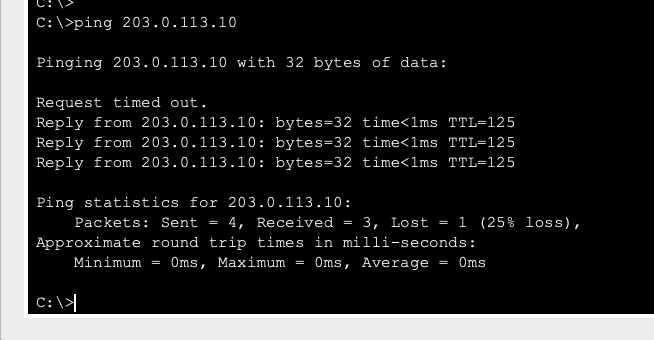 C:\>
C:\>ping 203.0.113.10
Pinging 203.0.113.10 with 32 bytes of data:
Request timed out.
Reply from 203.0.113.10: bytes=32 time<1ms TTL=125
Reply from 203.0.113.10: bytes=32 time<1ms TTL=125
Reply from 203.0.113.10: bytes=32 time<1ms TTL=125
Ping statistics for 203.0.113.10:
Packets: Sent = 4, Received = 3, Lost = 1 (25% loss),
Approximate round trip times in milli-seconds:
Minimum = 0ms, Maximum = 0ms, Average = 0ms
C:\>